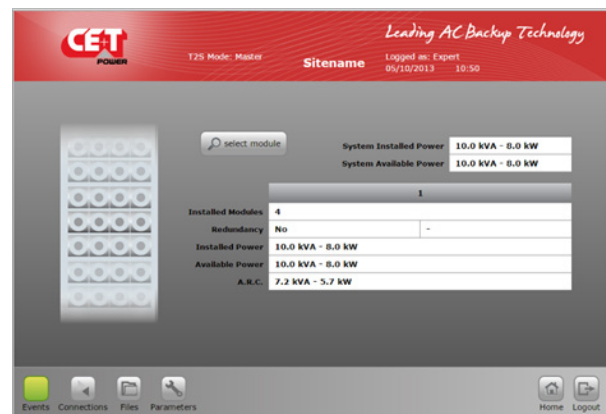 CE+T
POWER
Leading AC Backup Technology
T2S Mode: Master
Sitename
Logged as: Expert
05/10/2013 10:50
select module
System Installed Power 10.0 kVA - 8.0 kW
System Available Power 10.0 kVA - 8.0 kW
1
Installed Modules 4
Redundancy No -
Installed Power 10.0 kVA - 8.0 kW
Available Power 10.0 kVA - 8.0 kW
A.R.C. 7.2 kVA - 5.7 kW
Events Connections Files Parameters Home Logout